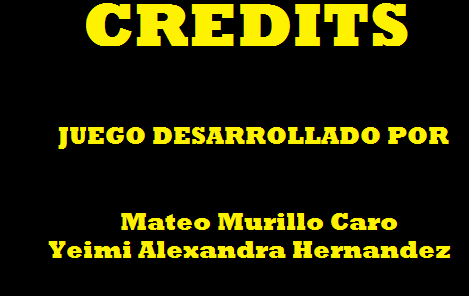 CREDITS
JUEGO DESARROLLADO POR
Mateo Murillo Caro
Yeimi Alexandra Hernandez